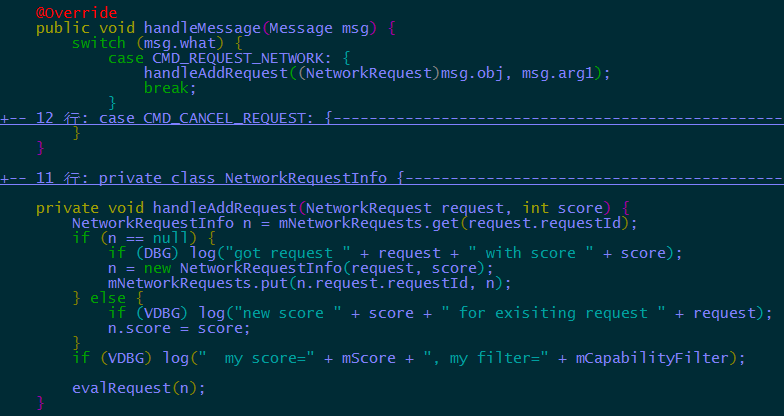 @Override
public void handleMessage(Message msg) {
switch (msg.what) {
case CMD_REQUEST_NETWORK: {
handleAddRequest((NetworkRequest)msg.obj, msg.arg1);
break;
}
+-- 12 行: case CMD_CANCEL_REQUEST: {--------------------------------------------------
}
}
+-- 11 行: private class NetworkRequestInfo {------------------------------------------
private void handleAddRequest(NetworkRequest request, int score) {
NetworkRequestInfo n = mNetworkRequests.get(request.requestId);
if (n == null) {
if (DBG) log("got request " + request + " with score " + score);
n = new NetworkRequestInfo(request, score);
mNetworkRequests.put(n.request.requestId, n);
} else {
if (VDBG) log("new score " + score + " for exisiting request " + request);
n.score = score;
}
if (VDBG) log("  my score=" + mScore + ", my filter=" + mCapabilityFilter);
evalRequest(n);
}